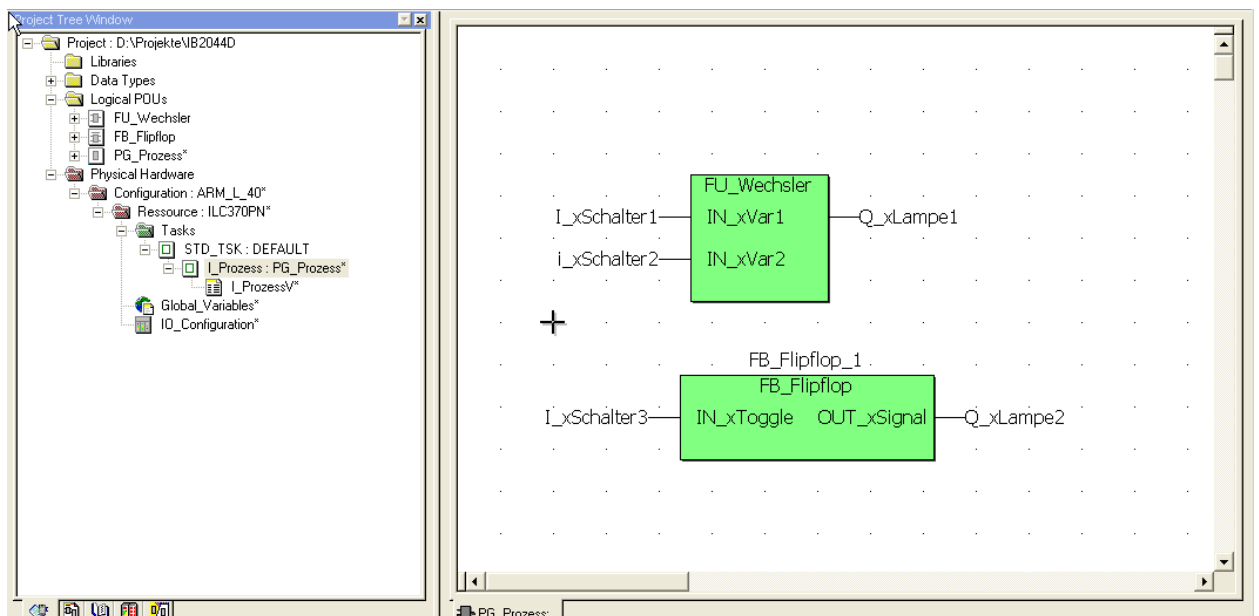 Project Tree Window
Project : D:\Projekte\IB2044D
Libraries
Data Types
Logical POUs
FU_Wechsler
FB_Flipflop
PG_Prozess*
Physical Hardware
Configuration : ARM_L_40*
Ressource : ILC370PN*
Tasks
STD_TSK : DEFAULT
I_Prozess : PG_Prozess*
I_ProzessV*
Global_Variables*
IO_Configuration*
FU_Wechsler
I_xSchalter1 IN_xVar1 Q_xLampe1
i_xSchalter2 IN_xVar2
FB_Flipflop_1
FB_Flipflop
I_xSchalter3 IN_xToggle OUT_xSignal Q_xLampe2
PG_Prozess: